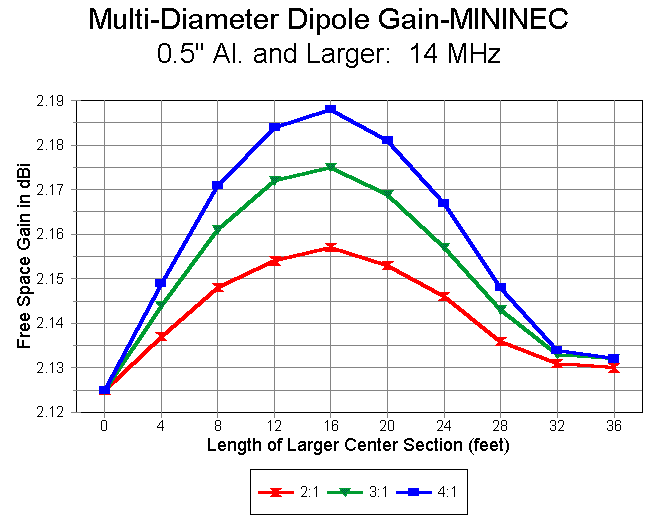 Multi-Diameter Dipole Gain-MININEC
0.5" Al. and Larger:  14 MHz
Free Space Gain in dBi
2.19
2.18
2.17
2.16
2.15
2.14
2.13
2.12
0 4 8 12 16 20 24 28 32 36
Length of Larger Center Section (feet)
2:1 3:1 4:1